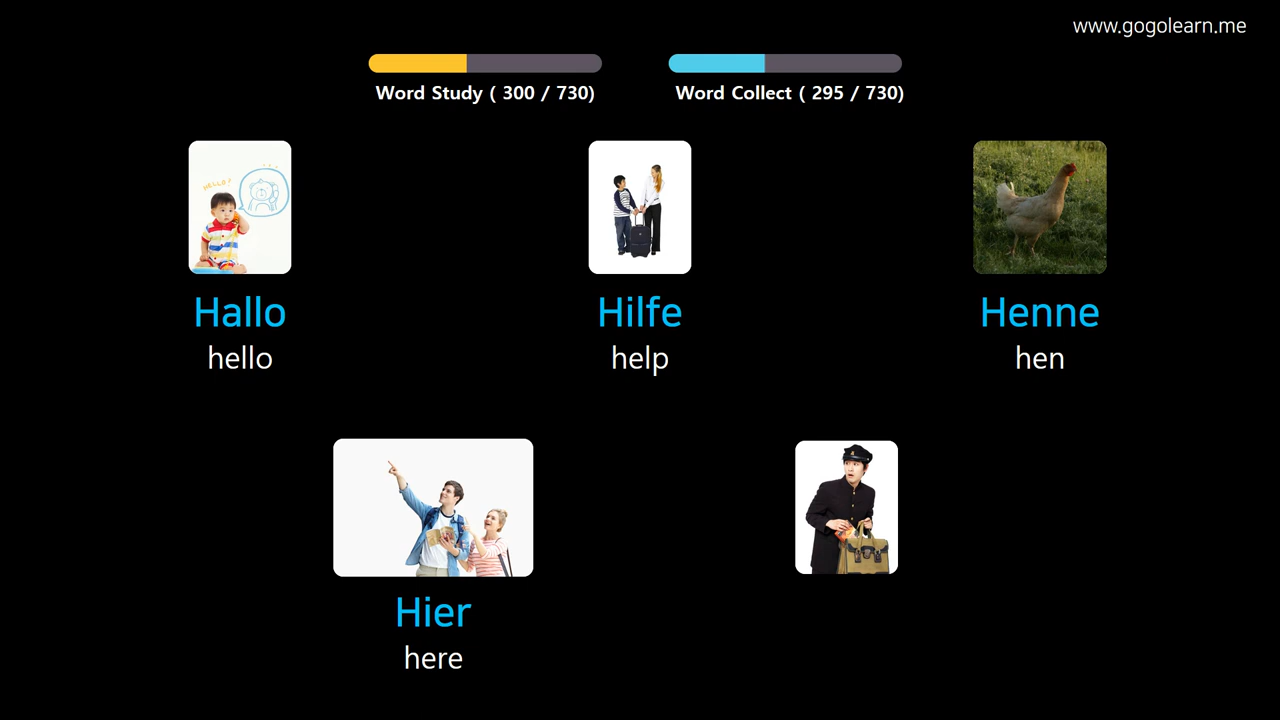 www.gogolearn.me
Word Study ( 300 / 730)
Word Collect ( 295 / 730)
HELLO!
Hallo
hello
Hilfe
help
Henne
hen
Hier
here